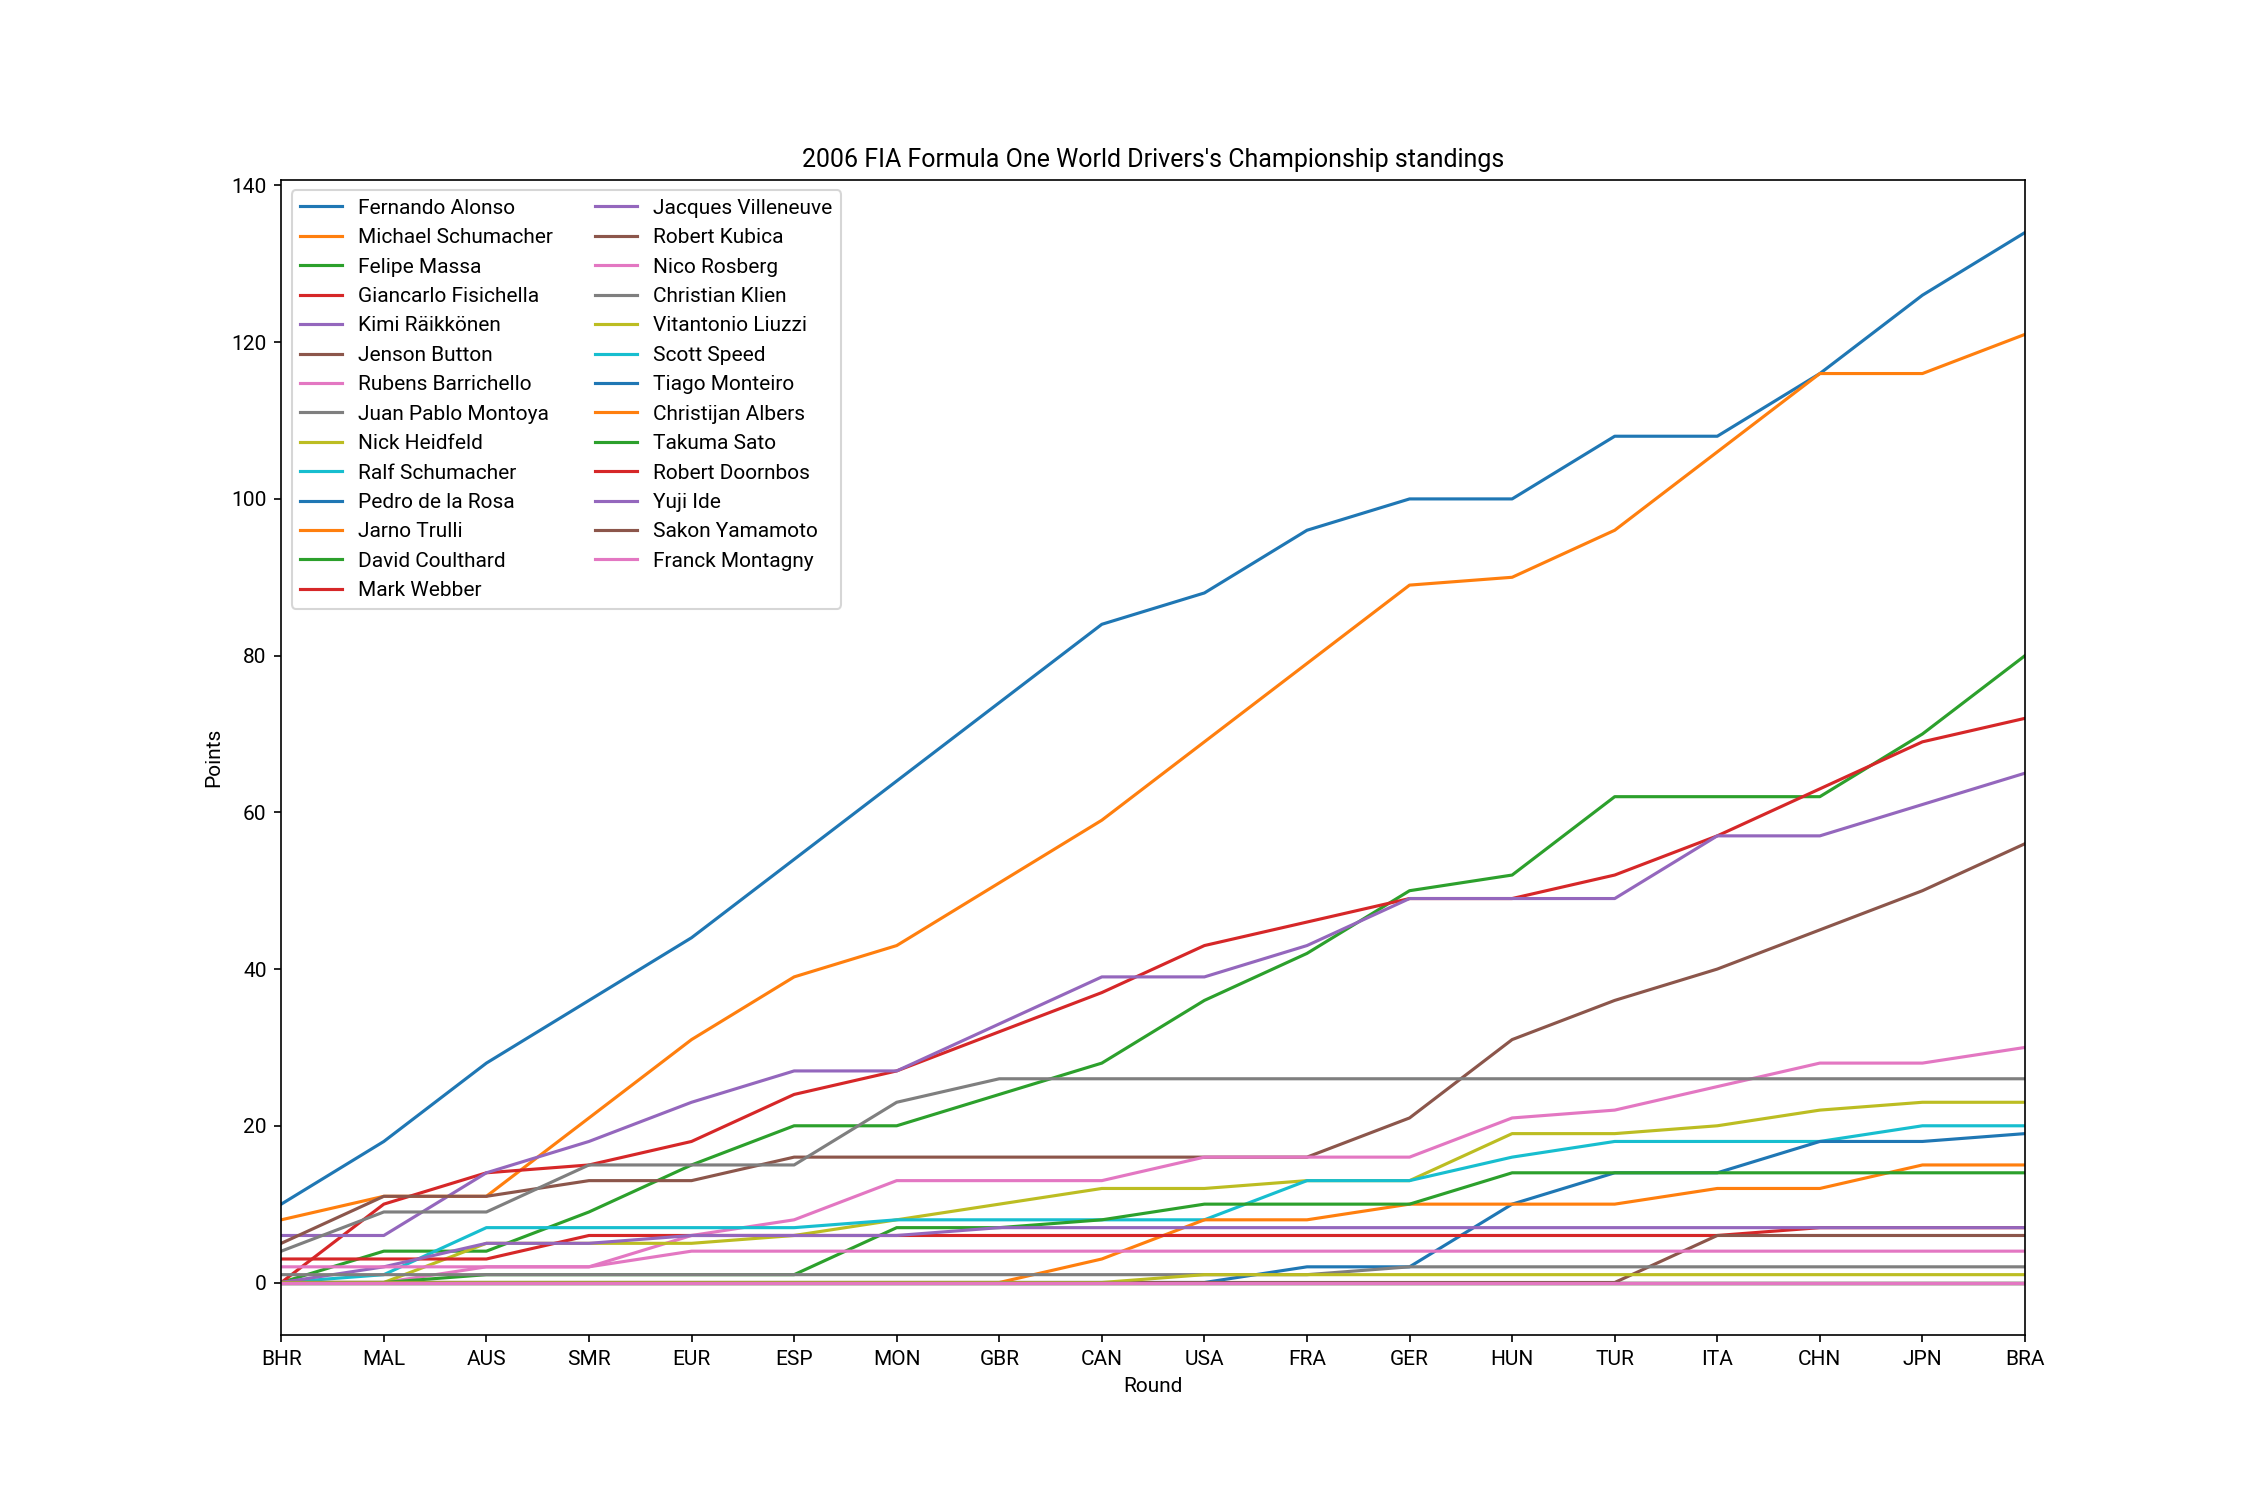 2006 FIA Formula One World Drivers's Championship standings
140
120
100
80
60
40
20
0
Points
Fernando Alonso
Michael Schumacher
Felipe Massa
Giancarlo Fisichella
Kimi Räikkönen
Jenson Button
Rubens Barrichello
Juan Pablo Montoya
Nick Heidfeld
Ralf Schumacher
Pedro de la Rosa
Jarno Trulli
David Coulthard
Mark Webber
Jacques Villeneuve
Robert Kubica
Nico Rosberg
Christian Klien
Vitantonio Liuzzi
Scott Speed
Tiago Monteiro
Christijan Albers
Takuma Sato
Robert Doornbos
Yuji Ide
Sakon Yamamoto
Franck Montagny
BHR MAL AUS SMR EUR ESP MON GBR CAN USA FRA GER HUN TUR ITA CHN JPN BRA
Round